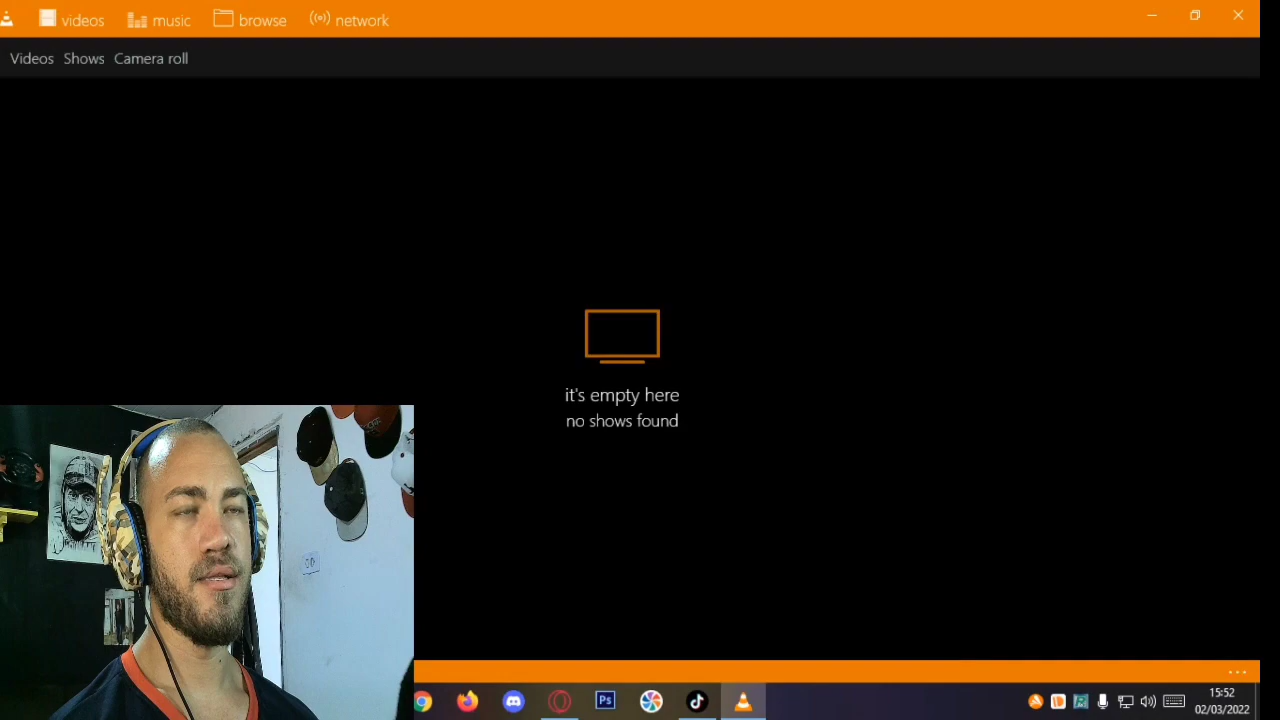 videos music browse network
Videos Shows Camera roll
it's empty here
no shows found
Ps
15:52
02/03/2022